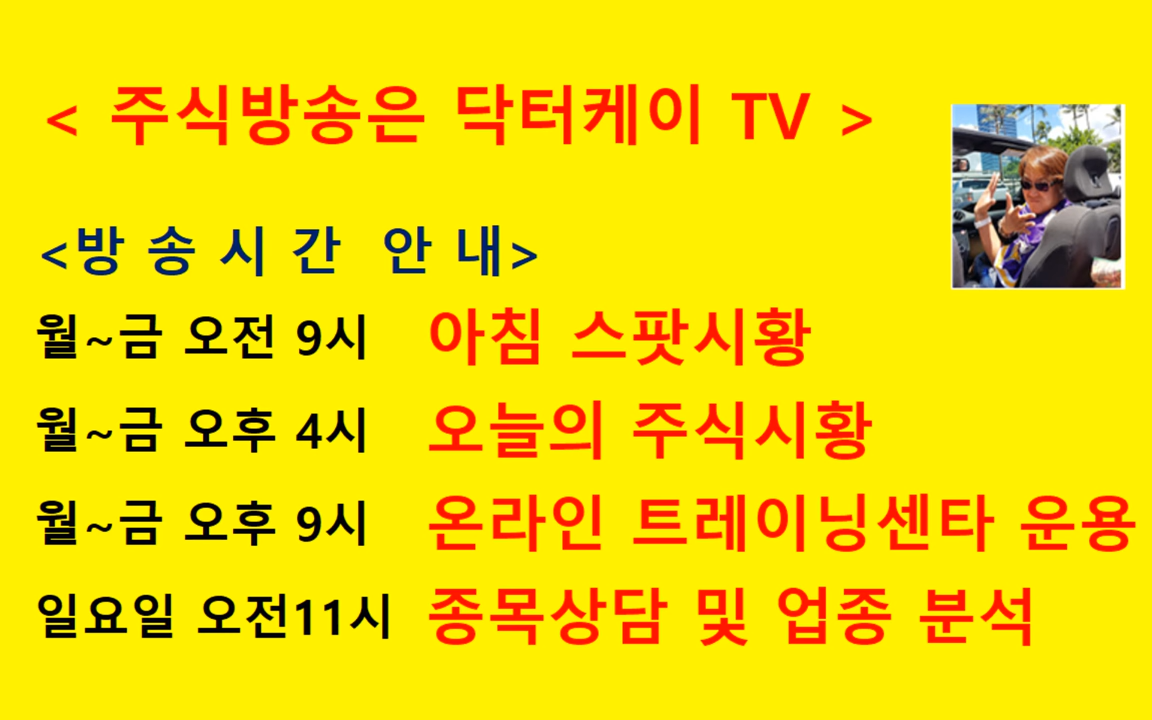 < 주식방송은 닥터케이 TV >
<방 송 시 간 안 내>
월~금 오전 9시 아침 스팟시황
월~금 오후 4시 오늘의 주식시황
월~금 오후 9시 온라인 트레이닝센타 운용
일요일 오전11시 종목상담 및 업종 분석